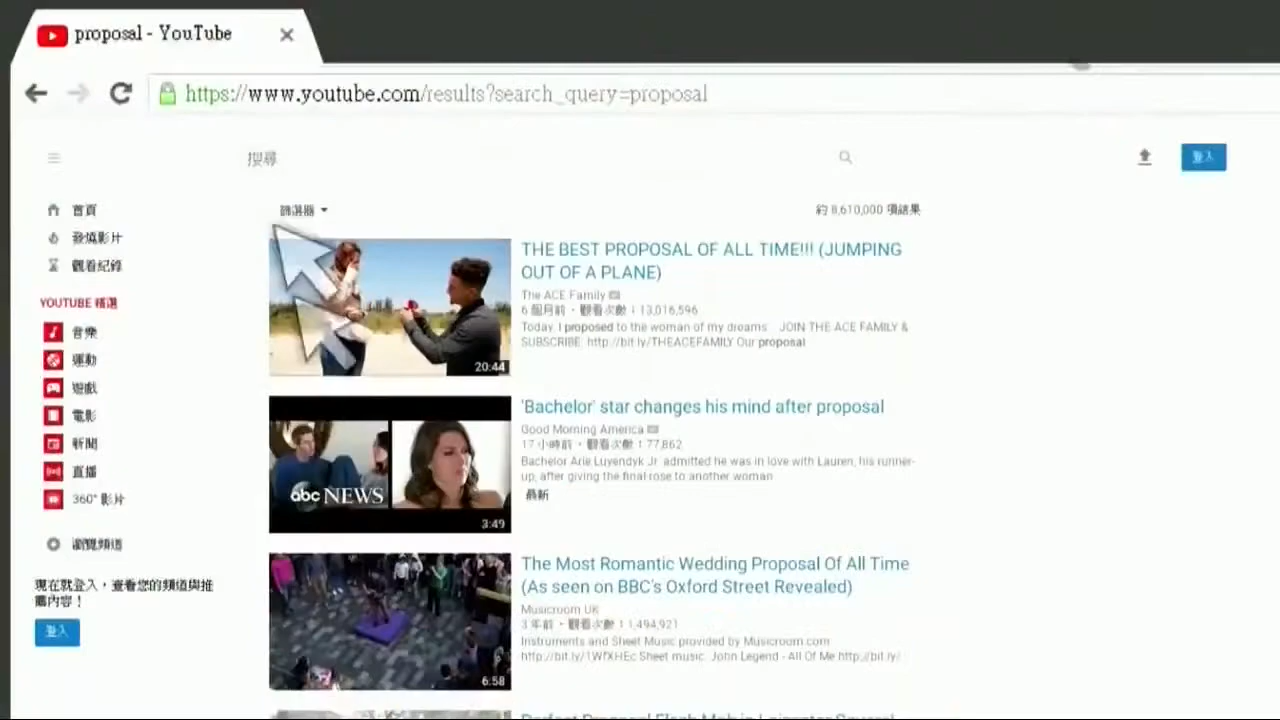 proposal - YouTube
https://www.youtube.com/results?search_query=proposal
搜尋
登入
首頁
發燒影片
觀看紀錄
YOUTUBE 精選
音樂
運動
遊戲
電影
新聞
直播
360° 影片
瀏覽頻道
現在就登入，查看您的頻道與推
薦內容！
登入
篩選器
約 8,610,000 項結果
20:44
THE BEST PROPOSAL OF ALL TIME!!! (JUMPING
OUT OF A PLANE)
The ACE Family
6 個月前・觀看次數：13,016,596
Today I proposed to the woman of my dreams JOIN THE ACE FAMILY &
SUBSCRIBE: http://bit.ly/THEACEFAMILY Our proposal
abc NEWS
3:49
'Bachelor' star changes his mind after proposal
Good Morning America
17 小時前・觀看次數：77,862
Bachelor Arie Luyendyk Jr. admitted he was in love with Lauren, his runner-
up, after giving the final rose to another woman
最新
6:58
The Most Romantic Wedding Proposal Of All Time
(As seen on BBC's Oxford Street Revealed)
Musicroom UK
3 年前・觀看次數：1,494,921
Instruments and Sheet Music provided by Musicroom.com
http://bit.ly/1WfXHEc Sheet music: John Legend - All Of Me http://bit.ly/